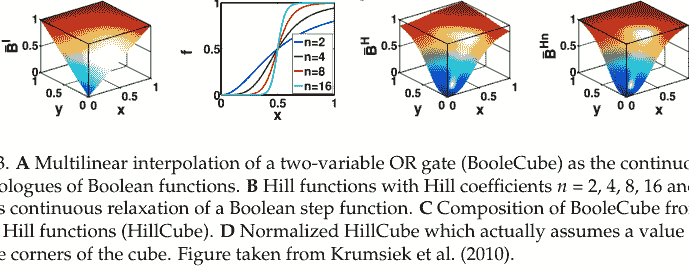 1
0.5
0
B̄ᴵ
1
0.5
0 0
0.5
1
y
x
1
0.5
0
f
0
0.5
1
x
n=2
n=4
n=8
n=16
1
0.5
0
B̄ᴴ
1
0.5
0 0
0.5
1
y
x
1
0.5
0
B̄ᴴⁿ
1
0.5
0 0
0.5
1
y
x
3. A Multilinear interpolation of a two-variable OR gate (BooleCube) as the
ologues of Boolean functions. B Hill functions with Hill coefficients n = 2, 4, 8, 16 and
s continuous relaxation of a Boolean step function. C Composition of BooleCube
Hill functions (HillCube). D Normalized HillCube which actually assumes a value
e corners of the cube. Figure taken from Krumsiek et al. (2010).